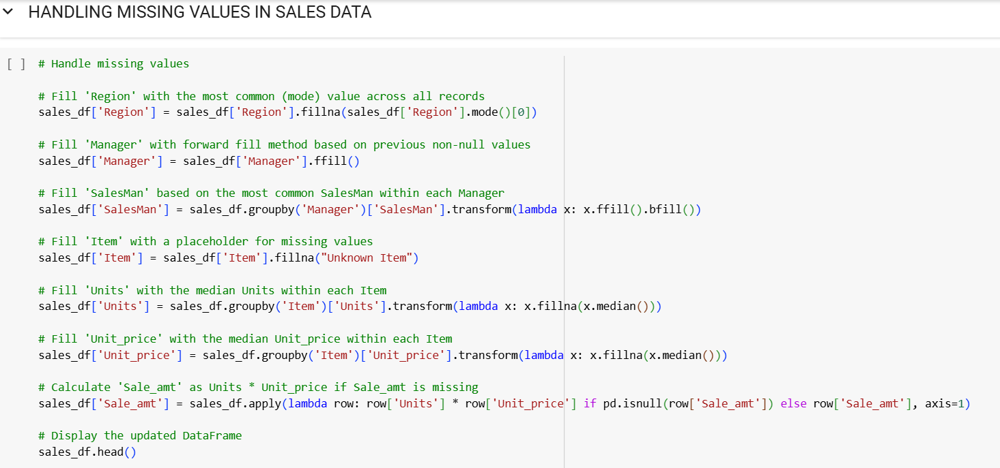 HANDLING MISSING VALUES IN SALES DATA
[ ] # Handle missing values
# Fill 'Region' with the most common (mode) value across all records
sales_df['Region'] = sales_df['Region'].fillna(sales_df['Region'].mode()[0])
# Fill 'Manager' with forward fill method based on previous non-null values
sales_df['Manager'] = sales_df['Manager'].ffill()
# Fill 'SalesMan' based on the most common SalesMan within each Manager
sales_df['SalesMan'] = sales_df.groupby('Manager')['SalesMan'].transform(lambda x: x.ffill().bfill())
# Fill 'Item' with a placeholder for missing values
sales_df['Item'] = sales_df['Item'].fillna("Unknown Item")
# Fill 'Units' with the median Units within each Item
sales_df['Units'] = sales_df.groupby('Item')['Units'].transform(lambda x: x.fillna(x.median()))
# Fill 'Unit_price' with the median Unit_price within each Item
sales_df['Unit_price'] = sales_df.groupby('Item')['Unit_price'].transform(lambda x: x.fillna(x.median()))
# Calculate 'Sale_amt' as Units * Unit_price if Sale_amt is missing
sales_df['Sale_amt'] = sales_df.apply(lambda row: row['Units'] * row['Unit_price'] if pd.isnull(row['Sale_amt']) else row['Sale_amt'], axis=1)
# Display the updated DataFrame
sales_df.head()